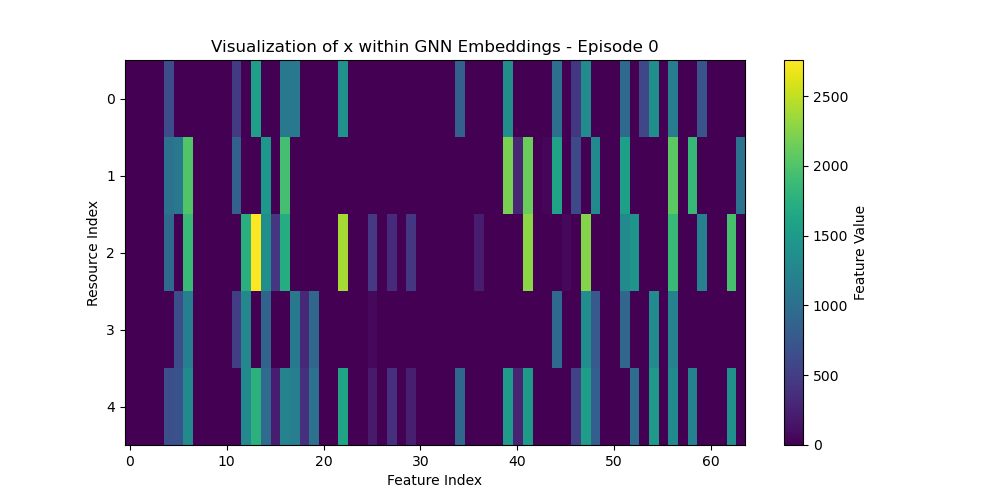 Visualization of x within GNN Embeddings - Episode 0
Resource Index
0
1
2
3
4
0 10 20 30 40 50 60
Feature Index
2500
2000
1500
1000
500
0
Feature Value